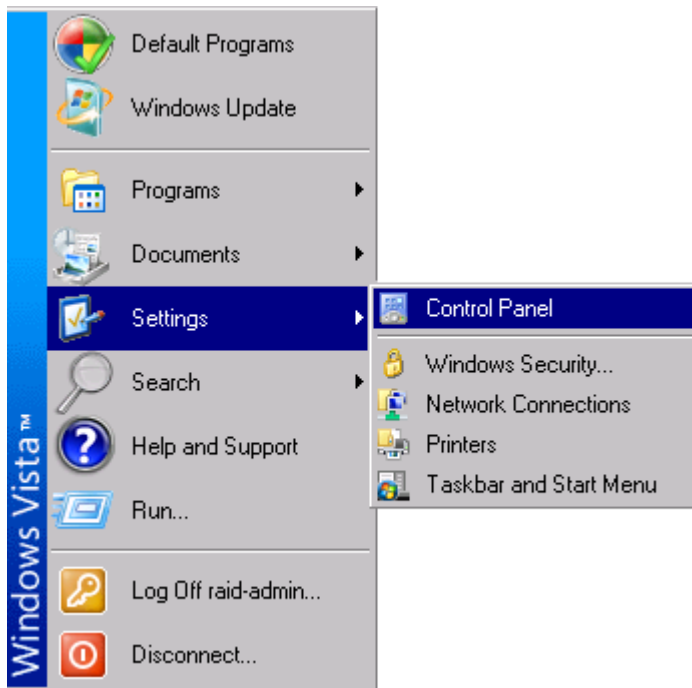 Default Programs
Windows Update
Programs
Documents
Settings
Search
Help and Support
Run...
Log Off raid-admin...
Disconnect...
Control Panel
Windows Security...
Network Connections
Printers
Taskbar and Start Menu
Windows Vista™